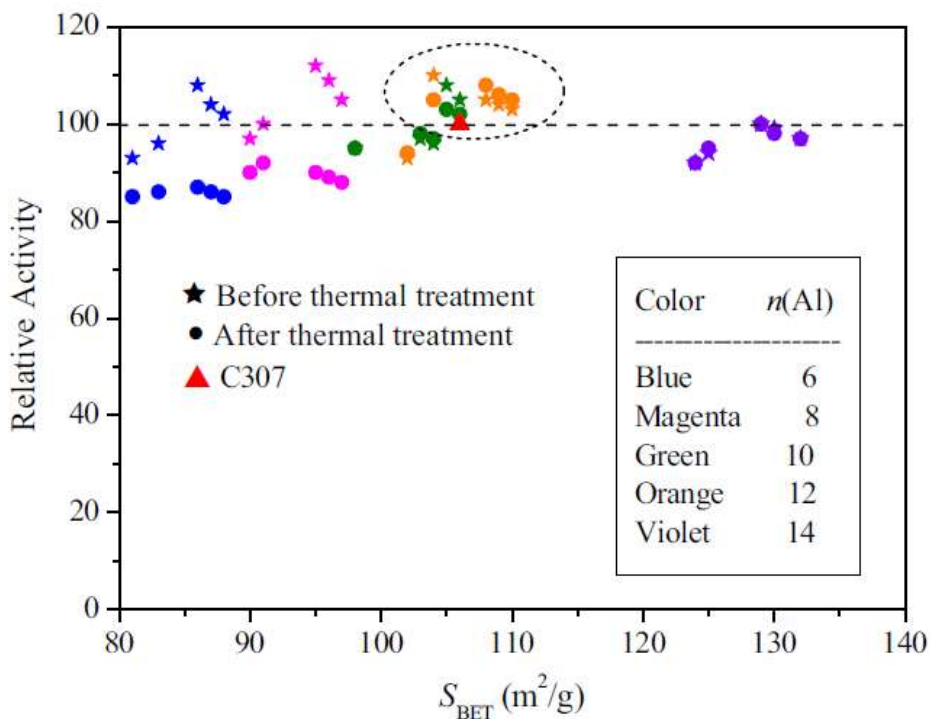 120
100
80
60
40
20
0
Relative Activity
★ Before thermal treatment
● After thermal treatment
▲ C307
Color n(Al)
--------------------
Blue 6
Magenta 8
Green 10
Orange 12
Violet 14
80 90 100 110 120 130 140
S_BET (m²/g)